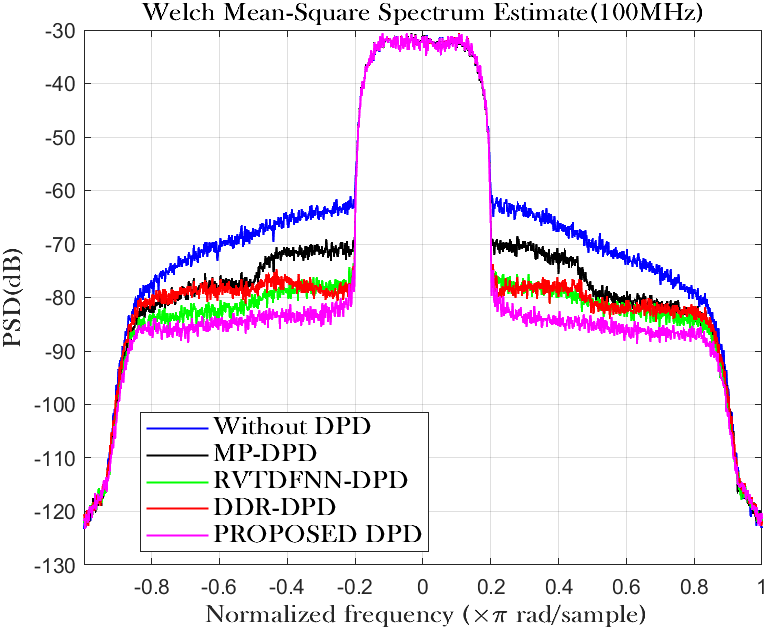 Welch Mean-Square Spectrum Estimate(100MHz)
PSD(dB)
-30
-40
-50
-60
-70
-80
-90
-100
-110
-120
-130
Without DPD
MP-DPD
RVTDFNN-DPD
DDR-DPD
PROPOSED DPD
-0.8 -0.6 -0.4 -0.2 0 0.2 0.4 0.6 0.8 1
Normalized frequency (×π rad/sample)